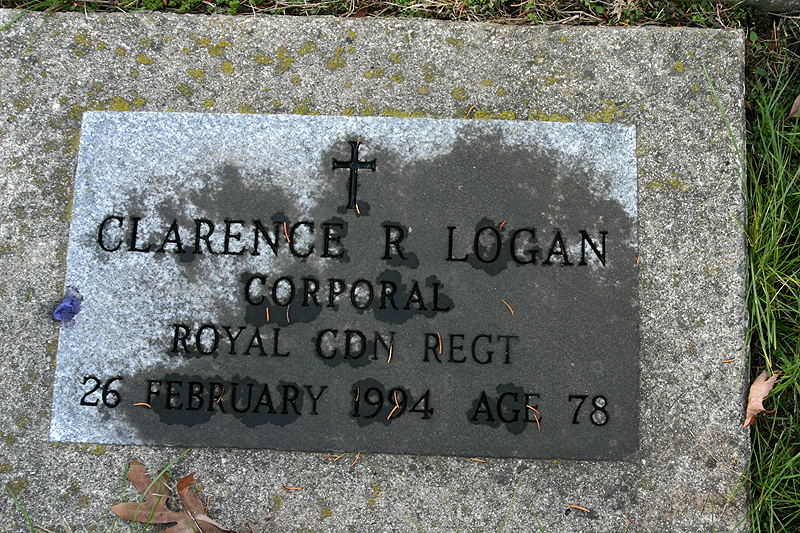 CLARENCE R LOGAN
CORPORAL
ROYAL CDN REGT
26 FEBRUARY 1994 AGE 78